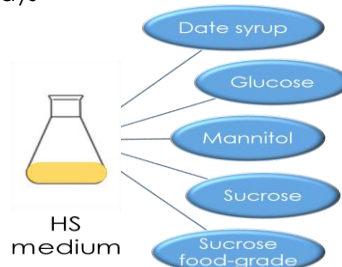 Date syrup
Glucose
Mannitol
Sucrose
Sucrose
food-grade
HS
medium